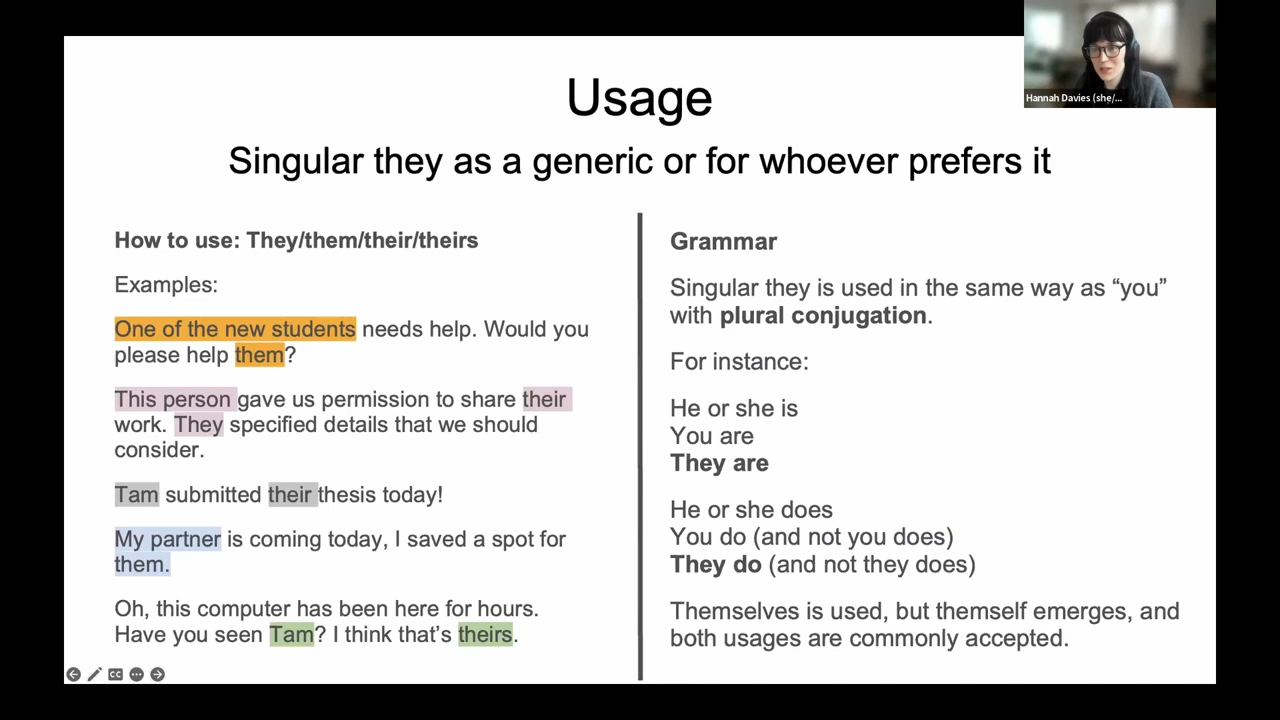 Usage
Hannah Davies (she/...
Singular they as a generic or for whoever prefers it
How to use: They/them/their/theirs
Examples:
One of the new students needs help. Would you
please help them?
This person gave us permission to share their
work. They specified details that we should
consider.
Tam submitted their thesis today!
My partner is coming today, I saved a spot for
them.
Oh, this computer has been here for hours.
Have you seen Tam? I think that’s theirs.
Grammar
Singular they is used in the same way as “you”
with plural conjugation.
For instance:
He or she is
You are
They are
He or she does
You do (and not you does)
They do (and not they does)
Themselves is used, but themself emerges, and
both usages are commonly accepted.
CC